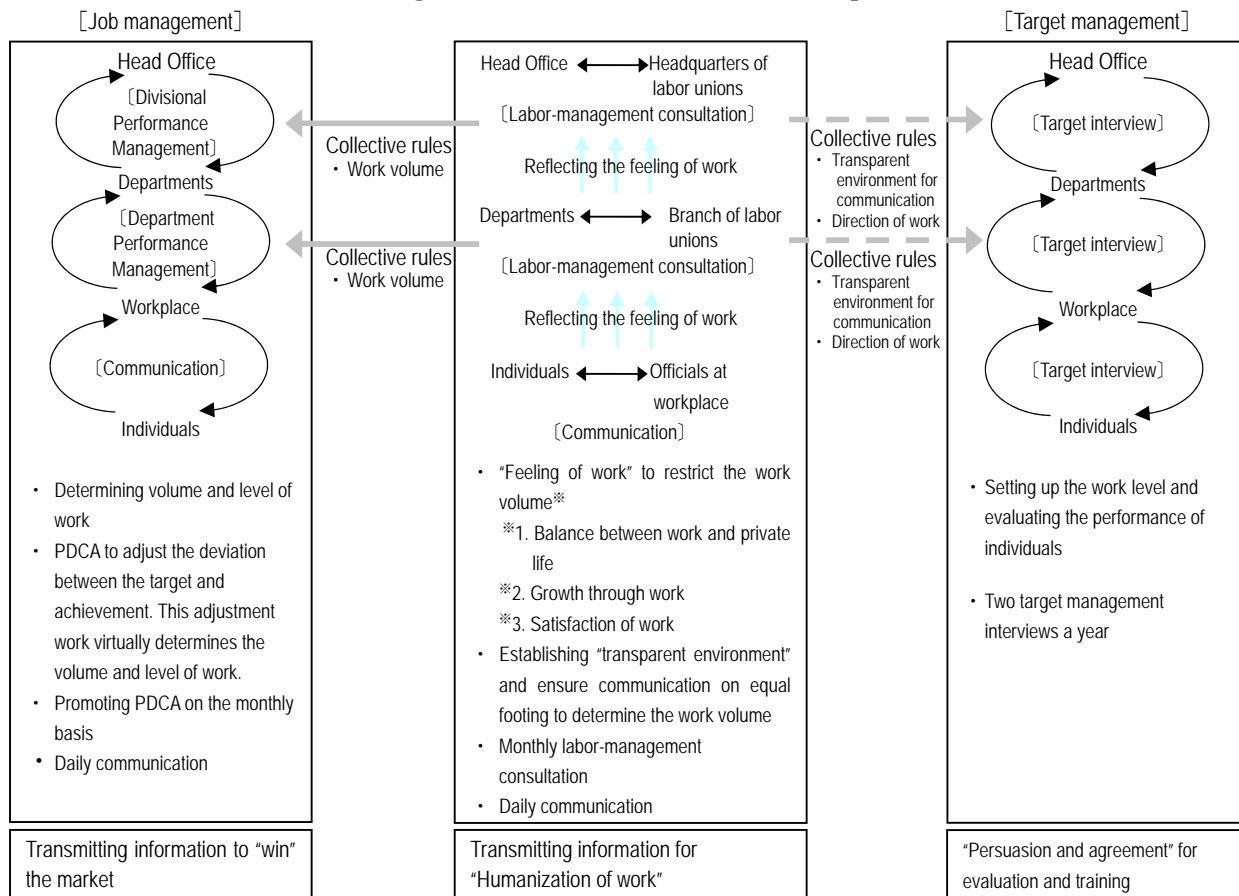 [Job management]
Head Office
〔Divisional
Performance
Management〕
Departments
〔Department
Performance
Management〕
Workplace
〔Communication〕
Individuals
・ Determining volume and level of
work
・ PDCA to adjust the deviation
between the target and
achievement. This adjustment
work virtually determines the
volume and level of work.
・ Promoting PDCA on the monthly
basis
• Daily communication
Transmitting information to "win"
the market
Collective rules
・ Work volume
Collective rules
・ Work volume
Head Office
Headquarters of
labor unions
〔Labor-management consultation〕
Reflecting the feeling of work
Departments
Branch of labor
unions
〔Labor-management consultation〕
Reflecting the feeling of work
Individuals
Officials at
workplace
〔Communication〕
・ "Feeling of work" to restrict the work
volume※
※1. Balance between work and private
life
※2. Growth through work
※3. Satisfaction of work
・ Establishing "transparent environment"
and ensure communication on equal
footing to determine the work volume
・ Monthly labor-management
consultation
・ Daily communication
Transmitting information for
"Humanization of work"
Collective rules
・ Transparent
environment for
communication
・ Direction of work
Collective rules
・ Transparent
environment for
communication
・ Direction of work
[Target management]
Head Office
〔Target interview〕
Departments
〔Target interview〕
Workplace
〔Target interview〕
Individuals
・ Setting up the work level and
evaluating the performance of
individuals
・ Two target management
interviews a year
"Persuasion and agreement" for
evaluation and training